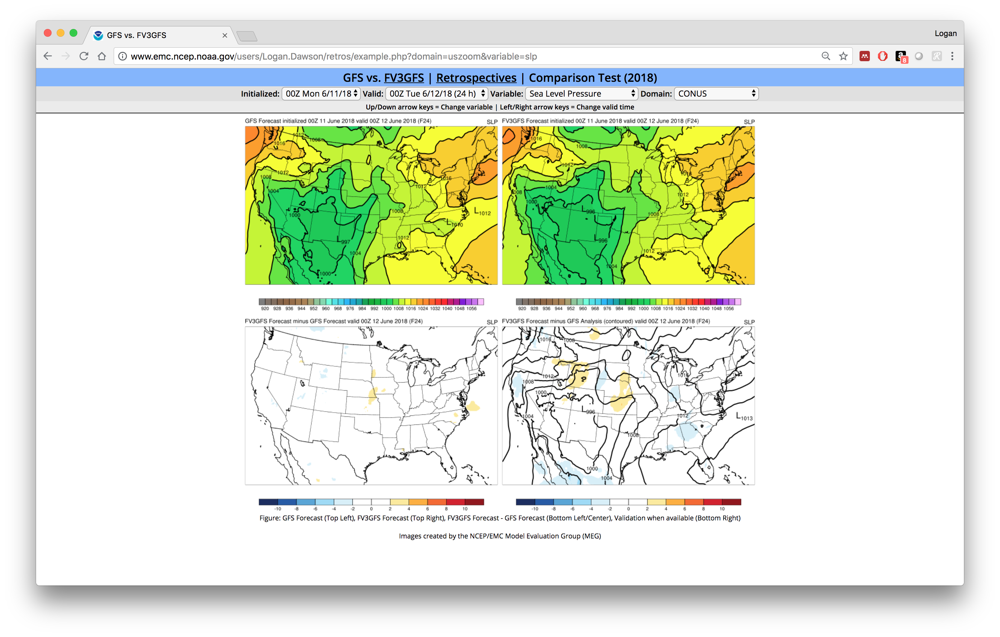 GFS vs. FV3GFS
Logan
www.emc.ncep.noaa.gov/users/Logan.Dawson/retros/example.php?domain=uszoom&variable=slp
8
GFS vs. FV3GFS | Retrospectives | Comparison Test (2018)
Initialized: 00Z Mon 6/11/18 Valid: 00Z Tue 6/12/18 (24 h) Variable: Sea Level Pressure Domain: CONUS
Up/Down arrow keys = Change variable | Left/Right arrow keys = Change valid time
GFS Forecast initialized 00Z 11 June 2018 valid 00Z 12 June 2018 (F24) SLP
1012
1008
1016
1012
1008
1016
1004
1012
1008
L1012
1000
L1010
1012
L997
1004
1000
920 928 936 944 952 960 968 976 984 992 1000 1008 1016 1024 1032 1040 1048 1056
FV3GFS Forecast initialized 00Z 11 June 2018 valid 00Z 12 June 2018 (F24) SLP
1016
1008
1012
1016
1004
1008
1012
1000
L996
1008
L996
1012
1004
920 928 936 944 952 960 968 976 984 992 1000 1008 1016 1024 1032 1040 1048 1056
FV3GFS Forecast minus GFS Forecast valid 00Z 12 June 2018 (F24) SLP
-10 -8 -6 -4 -2 0 2 4 6 8 10
FV3GFS Forecast minus GFS Analysis (contoured) valid 00Z 12 June 2018 (F24) SLP
1016
1008
1012
1016
1008
1000
L996
1004
1012
L1013
1008
1000
1004
-10 -8 -6 -4 -2 0 2 4 6 8 10
Figure: GFS Forecast (Top Left), FV3GFS Forecast (Top Right), FV3GFS Forecast - GFS Forecast (Bottom Left/Center), Validation when available (Bottom Right)
Images created by the NCEP/EMC Model Evaluation Group (MEG)